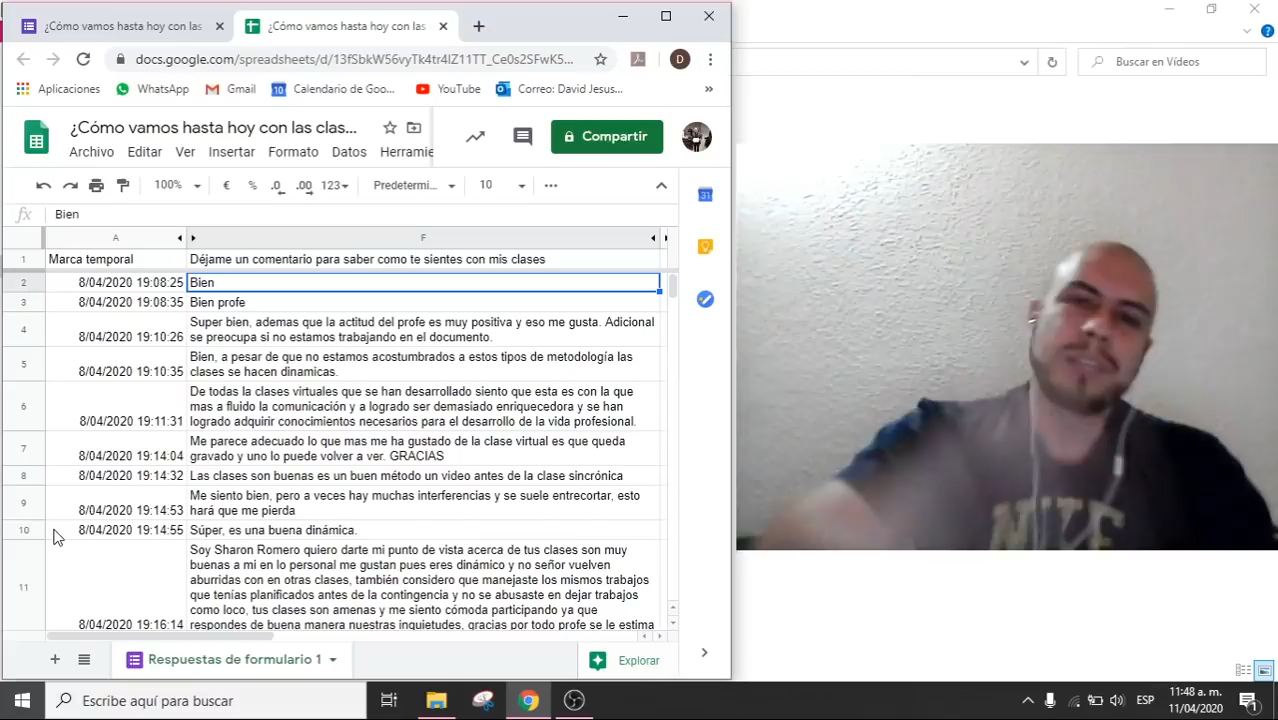 ¿Cómo vamos hasta hoy con las
¿Cómo vamos hasta hoy con las
docs.google.com/spreadsheets/d/13fSbkW56vyTk4tr4lZ11TT_Ce0s2SFwK5...
D
Buscar en Vídeos
Aplicaciones
WhatsApp
Gmail
10
Calendario de Goo...
YouTube
Correo: David Jesus...
»
¿Cómo vamos hasta hoy con las clas...
Compartir
Archivo Editar Ver Insertar Formato Datos Herramie
100%
€ % .0 .00 123
Predetermi...
10
31
fx Bien
A F
1 Marca temporal Déjame un comentario para saber como te sientes con mis clases
2 8/04/2020 19:08:25 Bien
3 8/04/2020 19:08:35 Bien profe
Super bien, ademas que la actitud del profe es muy positiva y eso me gusta. Adicional
4 8/04/2020 19:10:26 se preocupa si no estamos trabajando en el documento.
Bien, a pesar de que no estamos acostumbrados a estos tipos de metodología las
5 8/04/2020 19:10:35 clases se hacen dinamicas.
De todas la clases virtuales que se han desarrollado siento que esta es con la que
6 mas a fluido la comunicación y a logrado ser demasiado enriquecedora y se han
8/04/2020 19:11:31 logrado adquirir conocimientos necesarios para el desarrollo de la vida profesional.
Me parece adecuado lo que mas me ha gustado de la clase virtual es que queda
7 8/04/2020 19:14:04 gravado y uno lo puede volver a ver. GRACIAS
8 8/04/2020 19:14:32 Las clases son buenas es un buen método un video antes de la clase sincrónica
Me siento bien, pero a veces hay muchas interferencias y se suele entrecortar, esto
9 8/04/2020 19:14:53 hará que me pierda
10 8/04/2020 19:14:55 Súper, es una buena dinámica.
Soy Sharon Romero quiero darte mi punto de vista acerca de tus clases son muy
buenas a mi en lo personal me gustan pues eres dinámico y no señor vuelven
11 aburridas con en otras clases, también considero que manejaste los mismos trabajos
que tenías planificados antes de la contingencia y no se abusaste en dejar trabajos
como loco, tus clases son amenas y me siento cómoda participando ya que
8/04/2020 19:16:14 respondes de buena manera nuestras inquietudes, gracias por todo profe se le estima
Respuestas de formulario 1
Explorar
NIKE
Escribe aquí para buscar
ESP
11:48 a. m.
11/04/2020
1